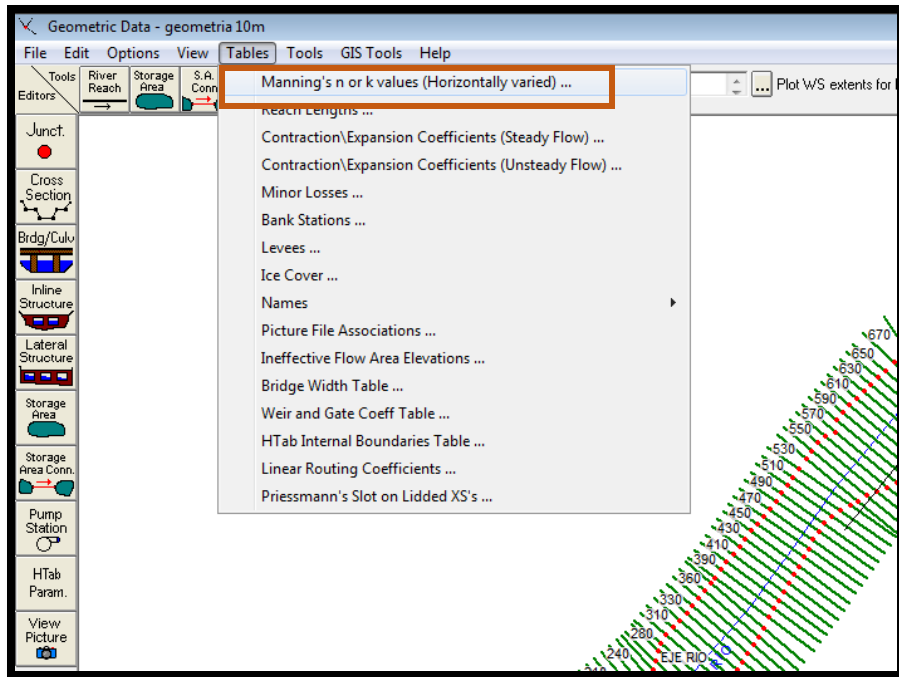 Geometric Data - geometria 10m
File Edit Options View Tables Tools GIS Tools Help
Tools
Editors
River
Reach
Storage
Area
S.A.
Conn
Plot WS extents for
Manning's n or k values (Horizontally varied) ...
Reach Lengths ...
Contraction\Expansion Coefficients (Steady Flow) ...
Contraction\Expansion Coefficients (Unsteady Flow) ...
Minor Losses ...
Bank Stations ...
Levees ...
Ice Cover ...
Names
Picture File Associations ...
Ineffective Flow Area Elevations ...
Bridge Width Table ...
Weir and Gate Coeff Table ...
HTab Internal Boundaries Table ...
Linear Routing Coefficients ...
Priessmann's Slot on Lidded XS's ...
Junct.
Cross
Section
Brdg/Culv
Inline
Structure
Lateral
Structure
Storage
Area
Storage
Area Conn.
Pump
Station
HTab
Param.
View
Picture
670
650
630
610
590
570
550
530
510
490
470
450
430
410
390
360
330
310
280
240
EJE RIO
RIO